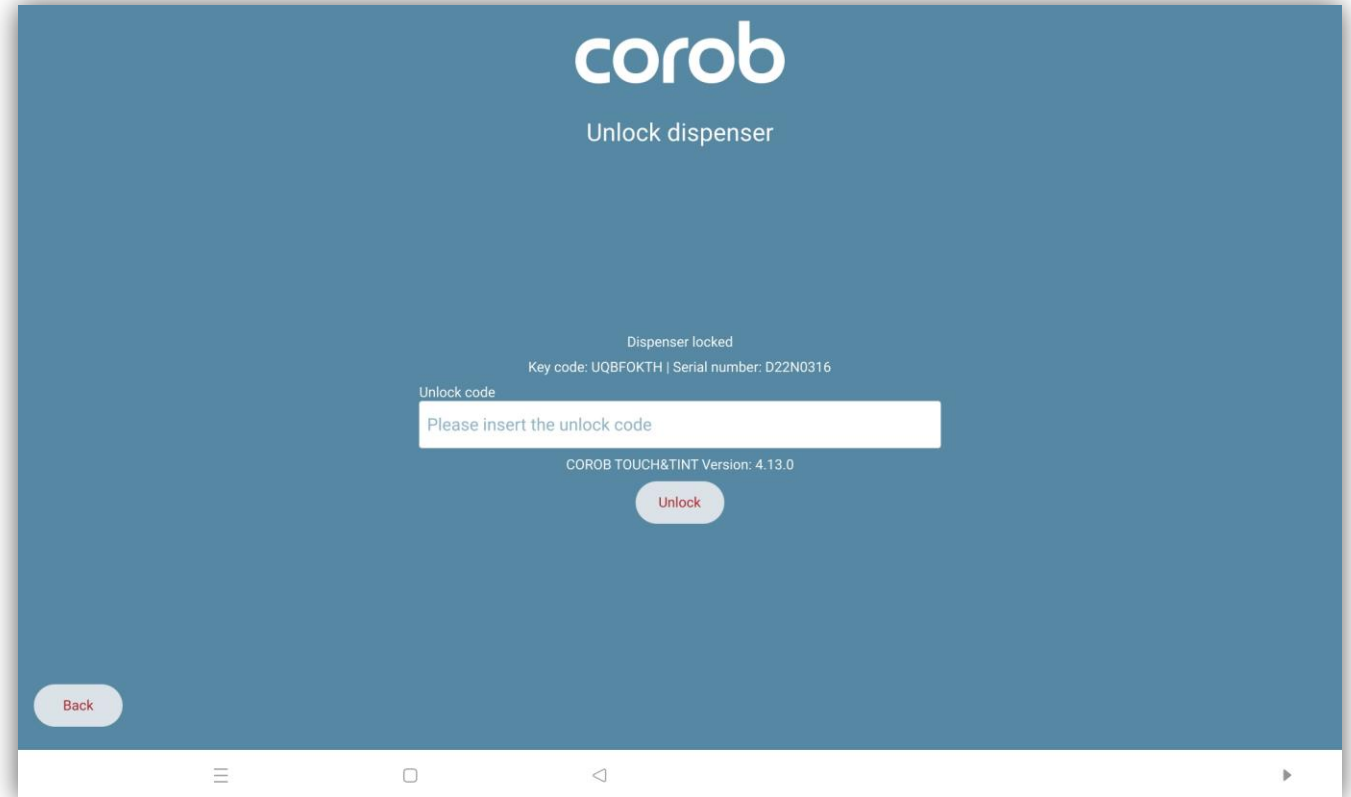 corob
Unlock dispenser
Dispenser locked
Key code: UQBFOKTH | Serial number: D22N0316
Unlock code
Please insert the unlock code
COROB TOUCH&TINT Version: 4.13.0
Unlock
Back